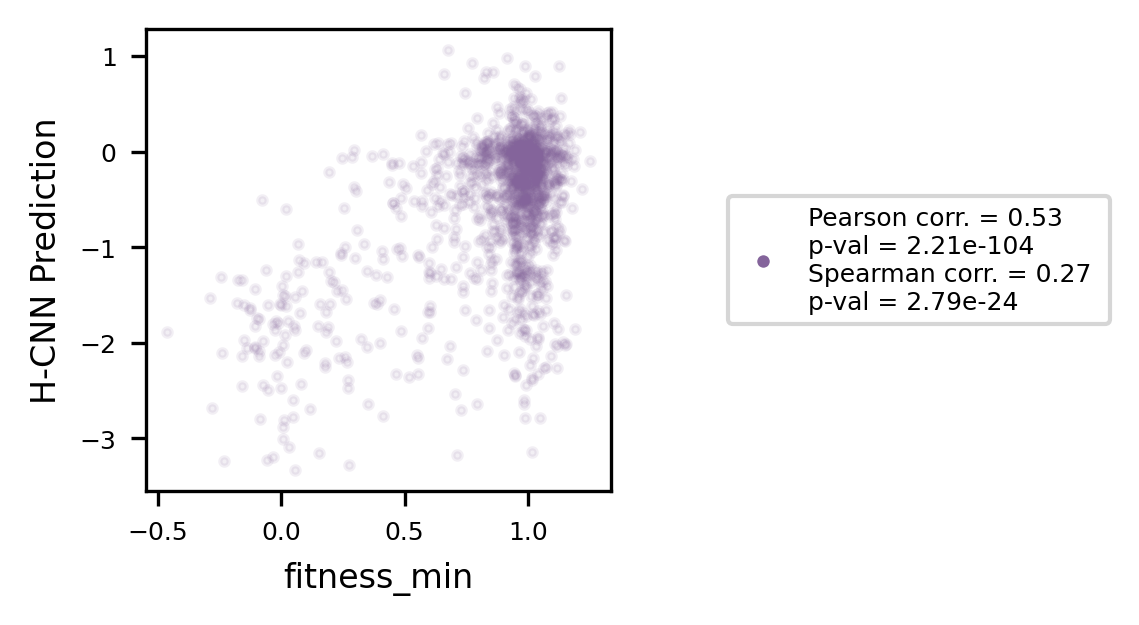 H-CNN Prediction
1
0
−1
−2
−3
−0.5
0.0
0.5
1.0
fitness_min
Pearson corr. = 0.53
p-val = 2.21e-104
Spearman corr. = 0.27
p-val = 2.79e-24